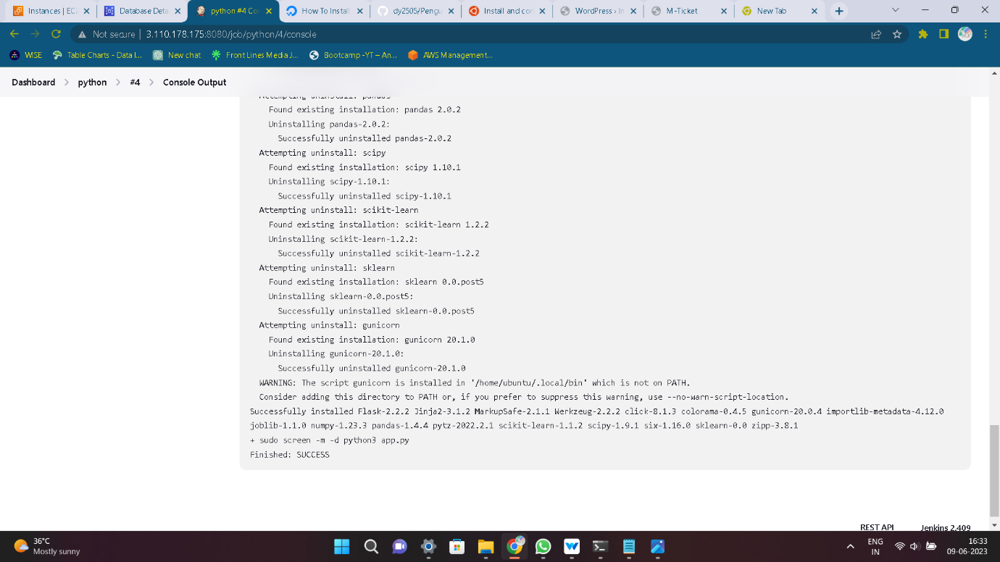 Instances | EC2
Database Deta
python #4 Con
How To Install
dy2505/Pengu
Install and con
WordPress › In
M-Ticket
New Tab
Not secure | 3.110.178.175:8080/job/python/4/console
WISE
Table Charts - Data I...
New chat
Front Lines Media J...
Bootcamp -YT – An...
AWS Management...
Dashboard > python > #4 > Console Output
Attempting uninstall: pandas
Found existing installation: pandas 2.0.2
Uninstalling pandas-2.0.2:
Successfully uninstalled pandas-2.0.2
Attempting uninstall: scipy
Found existing installation: scipy 1.10.1
Uninstalling scipy-1.10.1:
Successfully uninstalled scipy-1.10.1
Attempting uninstall: scikit-learn
Found existing installation: scikit-learn 1.2.2
Uninstalling scikit-learn-1.2.2:
Successfully uninstalled scikit-learn-1.2.2
Attempting uninstall: sklearn
Found existing installation: sklearn 0.0.post5
Uninstalling sklearn-0.0.post5:
Successfully uninstalled sklearn-0.0.post5
Attempting uninstall: gunicorn
Found existing installation: gunicorn 20.1.0
Uninstalling gunicorn-20.1.0:
Successfully uninstalled gunicorn-20.1.0
WARNING: The script gunicorn is installed in '/home/ubuntu/.local/bin' which is not on PATH.
Consider adding this directory to PATH or, if you prefer to suppress this warning, use --no-warn-script-location.
Successfully installed Flask-2.2.2 Jinja2-3.1.2 MarkupSafe-2.1.1 Werkzeug-2.2.2 click-8.1.3 colorama-0.4.5 gunicorn-20.0.4 importlib-metadata-4.12.0
joblib-1.1.0 numpy-1.23.3 pandas-1.4.4 pytz-2022.2.1 scikit-learn-1.1.2 scipy-1.9.1 six-1.16.0 sklearn-0.0 zipp-3.8.1
+ sudo screen -m -d python3 app.py
Finished: SUCCESS
REST API
Jenkins 2.409
36°C
Mostly sunny
ENG
IN
16:33
09-06-2023